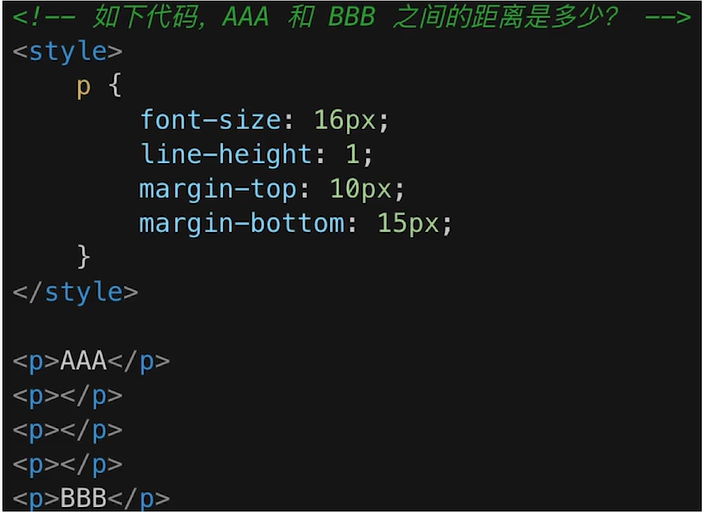 <!-- 如下代码，AAA 和 BBB 之间的距离是多少？ -->
<style>
    p {
        font-size: 16px;
        line-height: 1;
        margin-top: 10px;
        margin-bottom: 15px;
    }
</style>

<p>AAA</p>
<p></p>
<p></p>
<p></p>
<p>BBB</p>